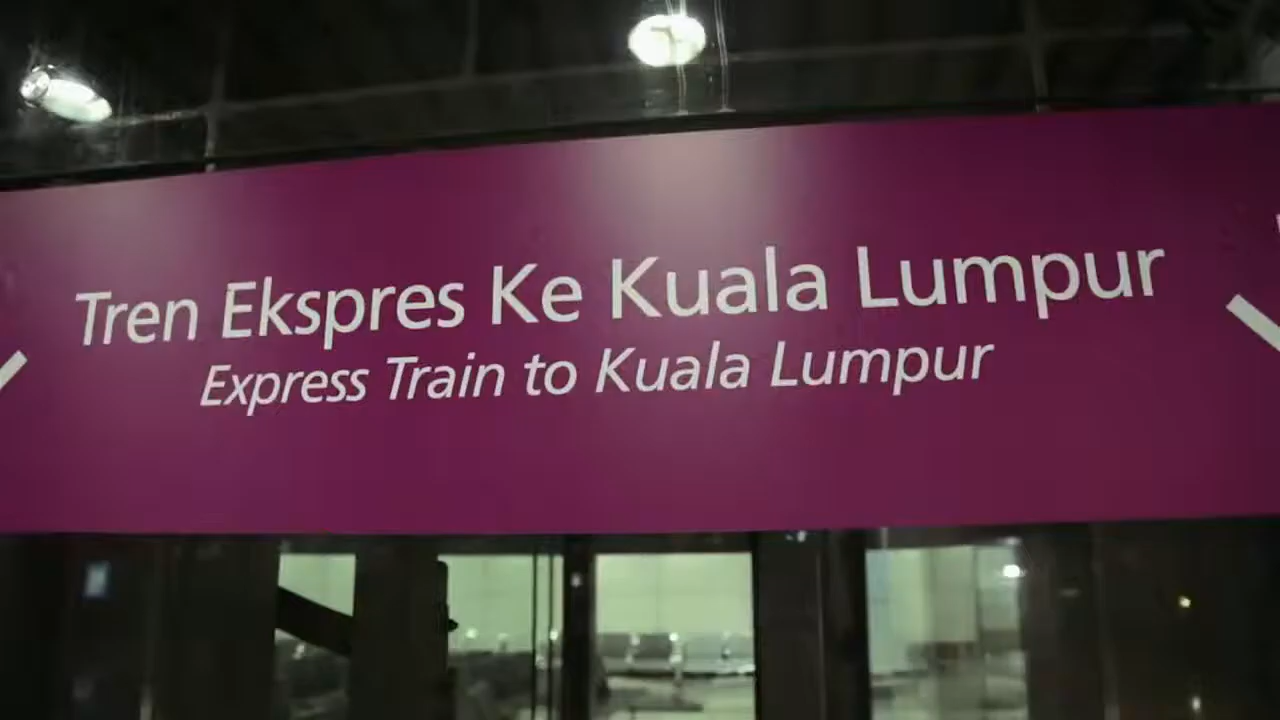 Tren Ekspres Ke Kuala Lumpur
Express Train to Kuala Lumpur